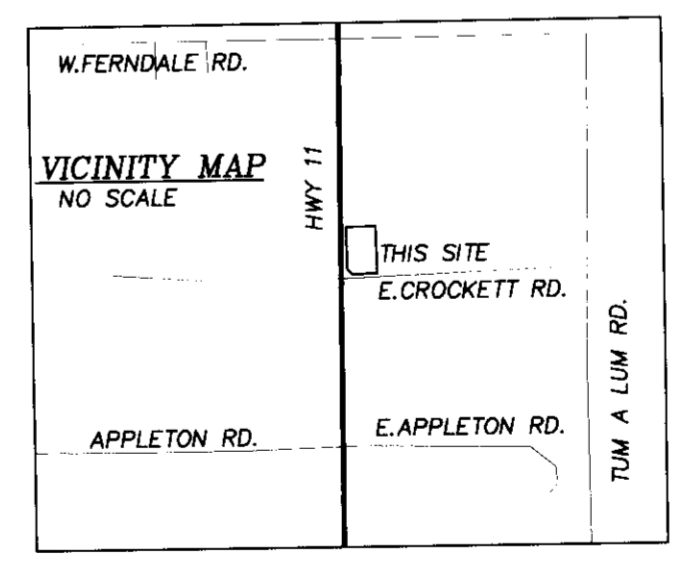 W.FERNDALE RD.
VICINITY MAP
NO SCALE
HWY 11
THIS SITE
E.CROCKETT RD.
TUM A LUM RD.
APPLETON RD.
E.APPLETON RD.